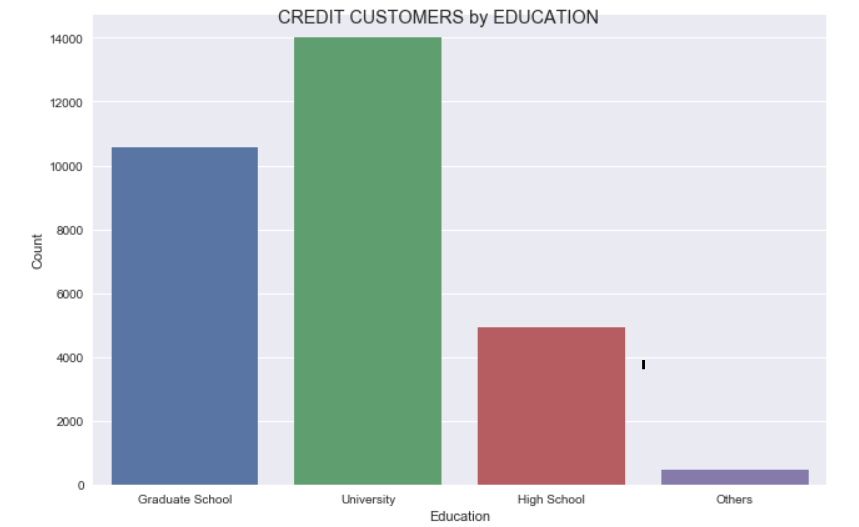 CREDIT CUSTOMERS by EDUCATION
14000
12000
10000
8000
6000
4000
2000
0
Count
Graduate School University High School Others
Education